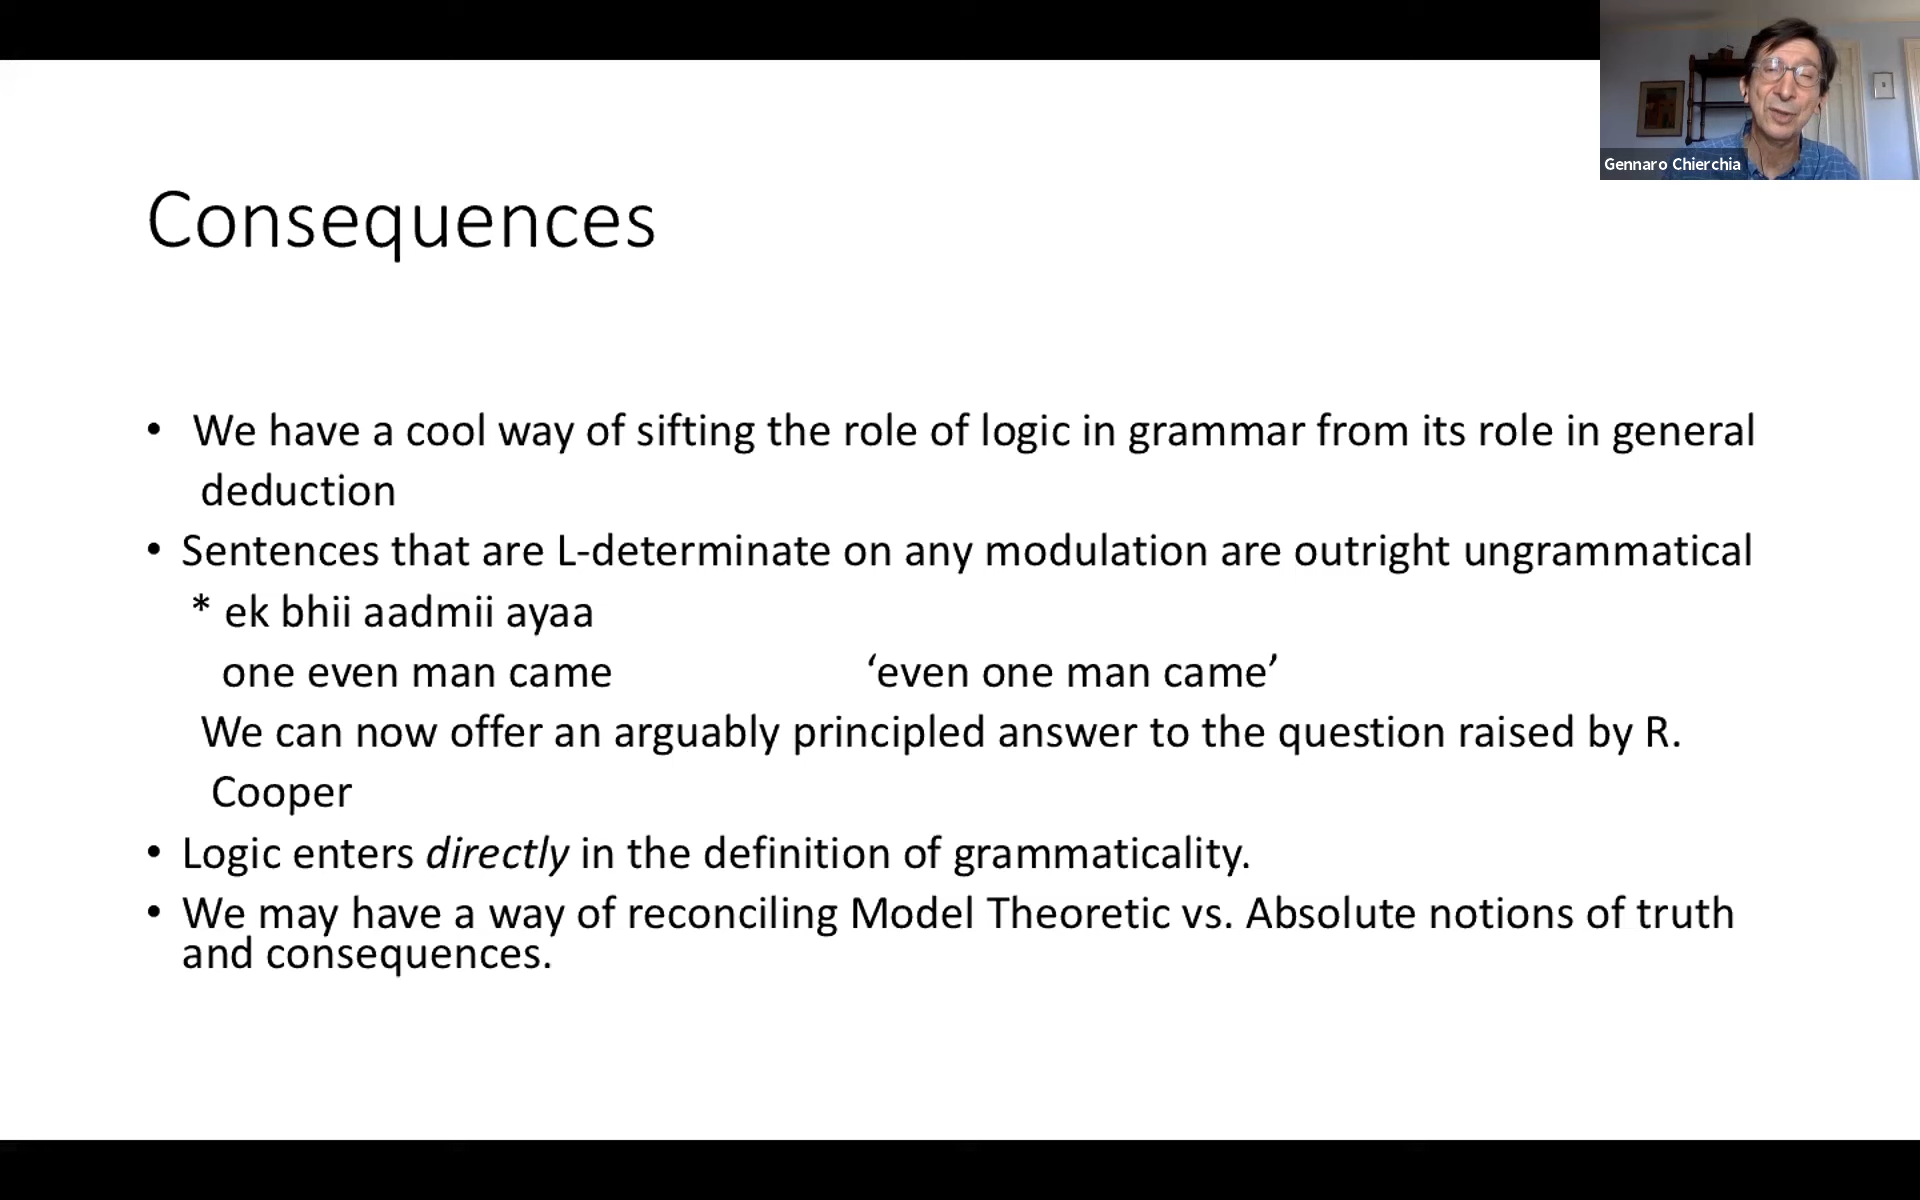 Gennaro Chierchia
Consequences
• We have a cool way of sifting the role of logic in grammar from its role in general
deduction
• Sentences that are L-determinate on any modulation are outright ungrammatical
* ek bhii aadmii ayaa
one even man came ‘even one man came’
We can now offer an arguably principled answer to the question raised by R.
Cooper
• Logic enters directly in the definition of grammaticality.
• We may have a way of reconciling Model Theoretic vs. Absolute notions of truth
and consequences.